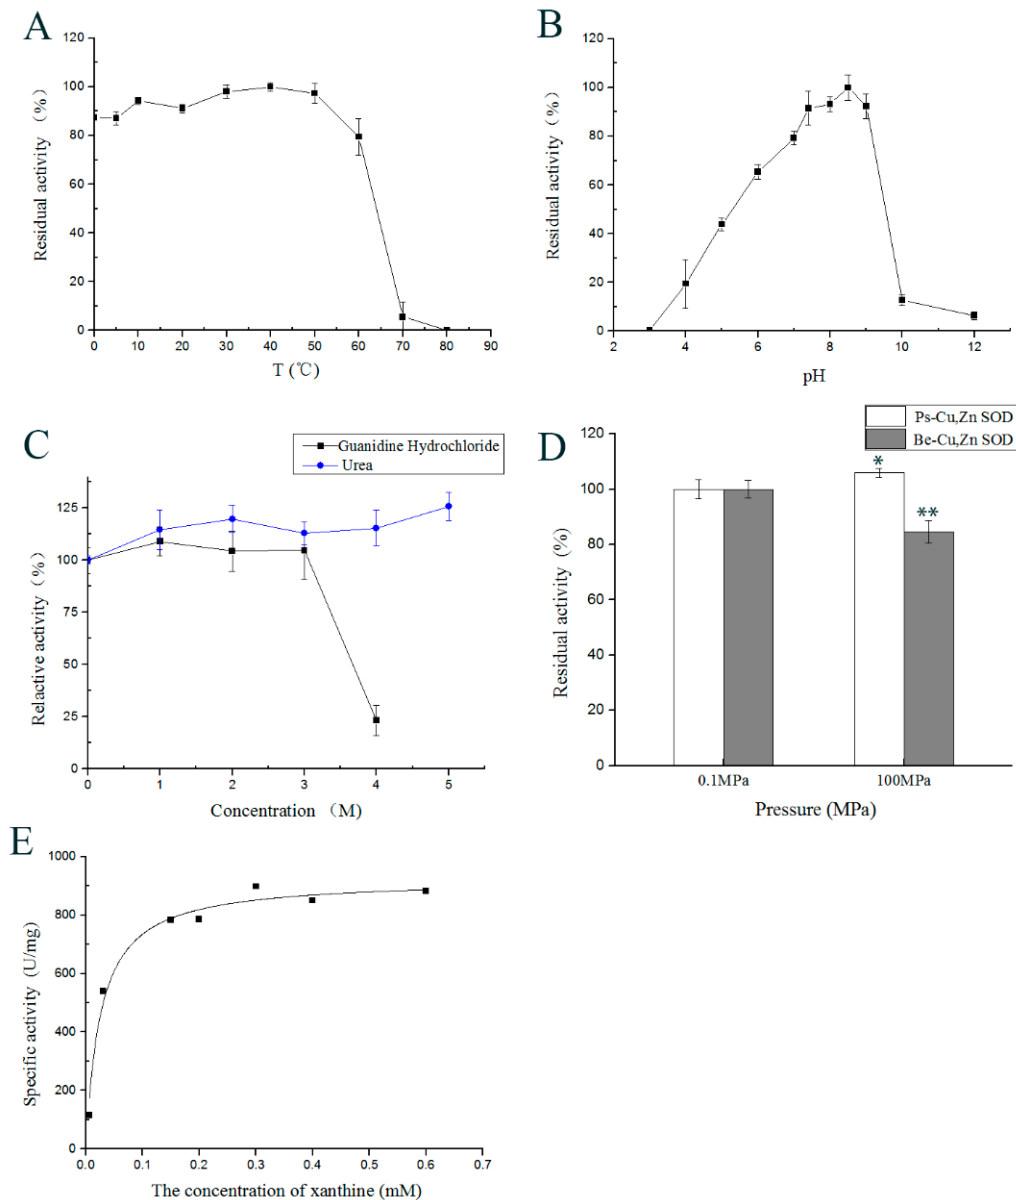 A
Residual activity (%)
120
100
80
60
40
20
0
0 10 20 30 40 50 60 70 80 90
T (℃)
B
Residual activity (%)
120
100
80
60
40
20
0
2 4 6 8 10 12
pH
C
Guanidine Hydrochloride
Urea
Relactive activity (%)
125
100
75
50
25
0
0 1 2 3 4 5
Concentration (M)
D
Ps-Cu,Zn SOD
Be-Cu,Zn SOD
Residual activity (%)
120
100
80
60
40
20
0
*
**
0.1MPa 100MPa
Pressure (MPa)
E
Specific activity (U/mg)
1000
800
600
400
200
0
0.0 0.1 0.2 0.3 0.4 0.5 0.6 0.7
The concentration of xanthine (mM)